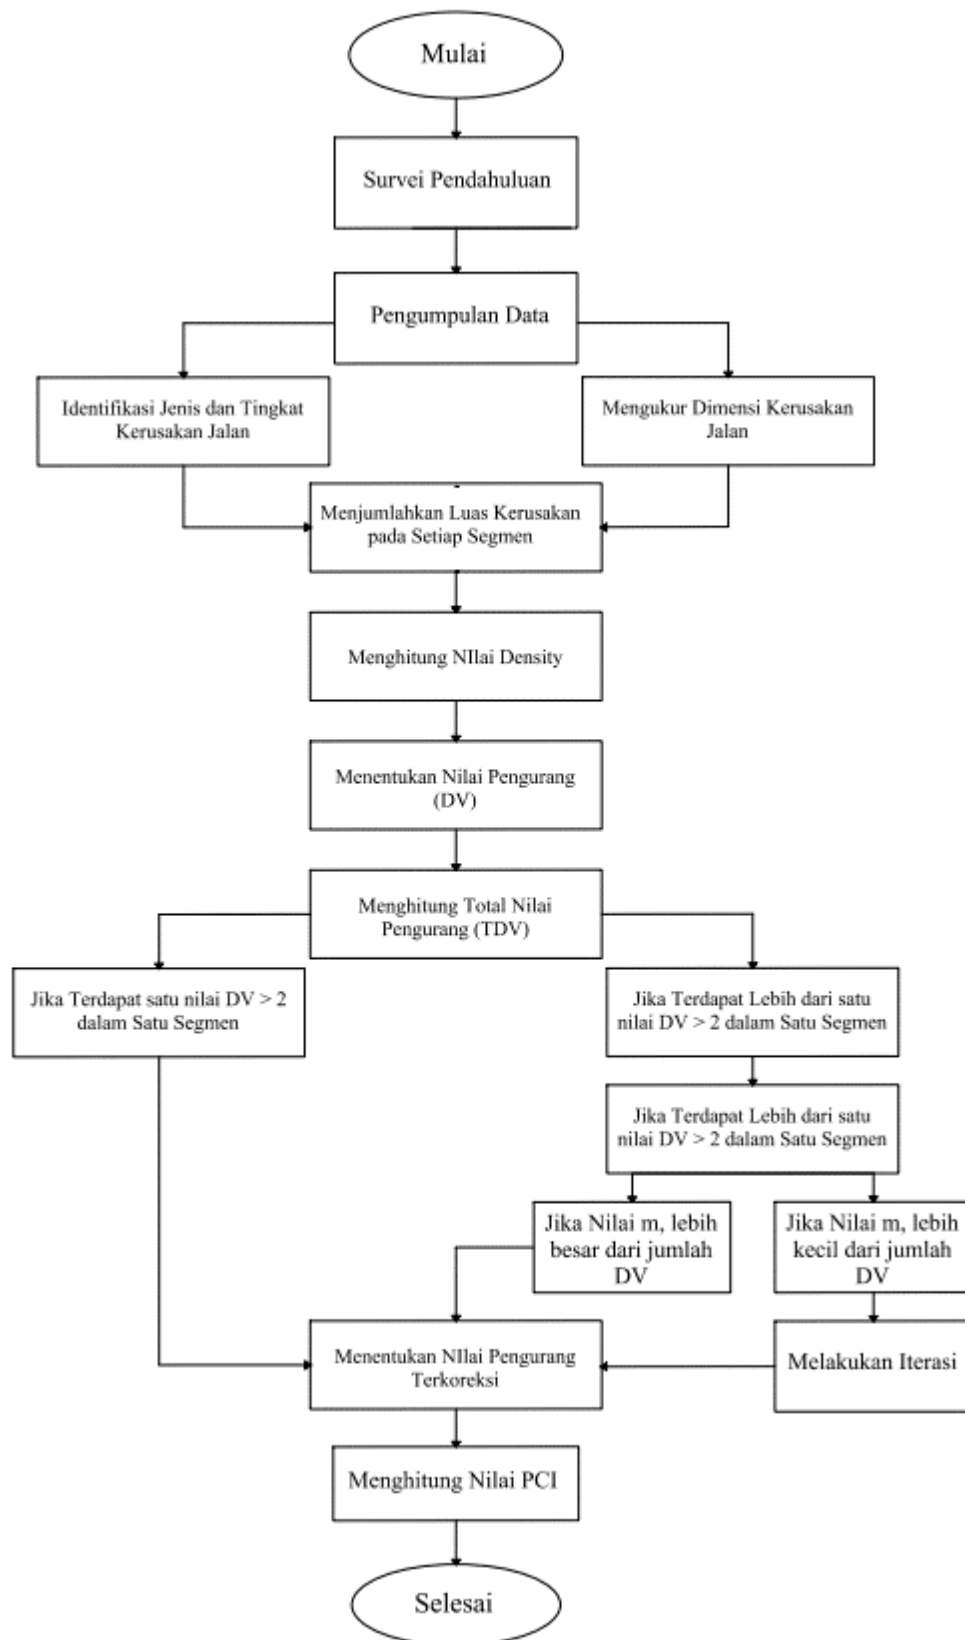 Mulai
Survei Pendahuluan
Pengumpulan Data
Identifikasi Jenis dan Tingkat
Kerusakan Jalan
Mengukur Dimensi Kerusakan
Jalan
Menjumlahkan Luas Kerusakan
pada Setiap Segmen
Menghitung NIlai Density
Menentukan Nilai Pengurang
(DV)
Menghitung Total Nilai
Pengurang (TDV)
Jika Terdapat satu nilai DV > 2
dalam Satu Segmen
Jika Terdapat Lebih dari satu
nilai DV > 2 dalam Satu Segmen
Jika Terdapat Lebih dari satu
nilai DV > 2 dalam Satu Segmen
Jika Nilai m, lebih
besar dari jumlah
DV
Jika Nilai m, lebih
kecil dari jumlah
DV
Menentukan NIlai Pengurang
Terkoreksi
Melakukan Iterasi
Menghitung Nilai PCI
Selesai